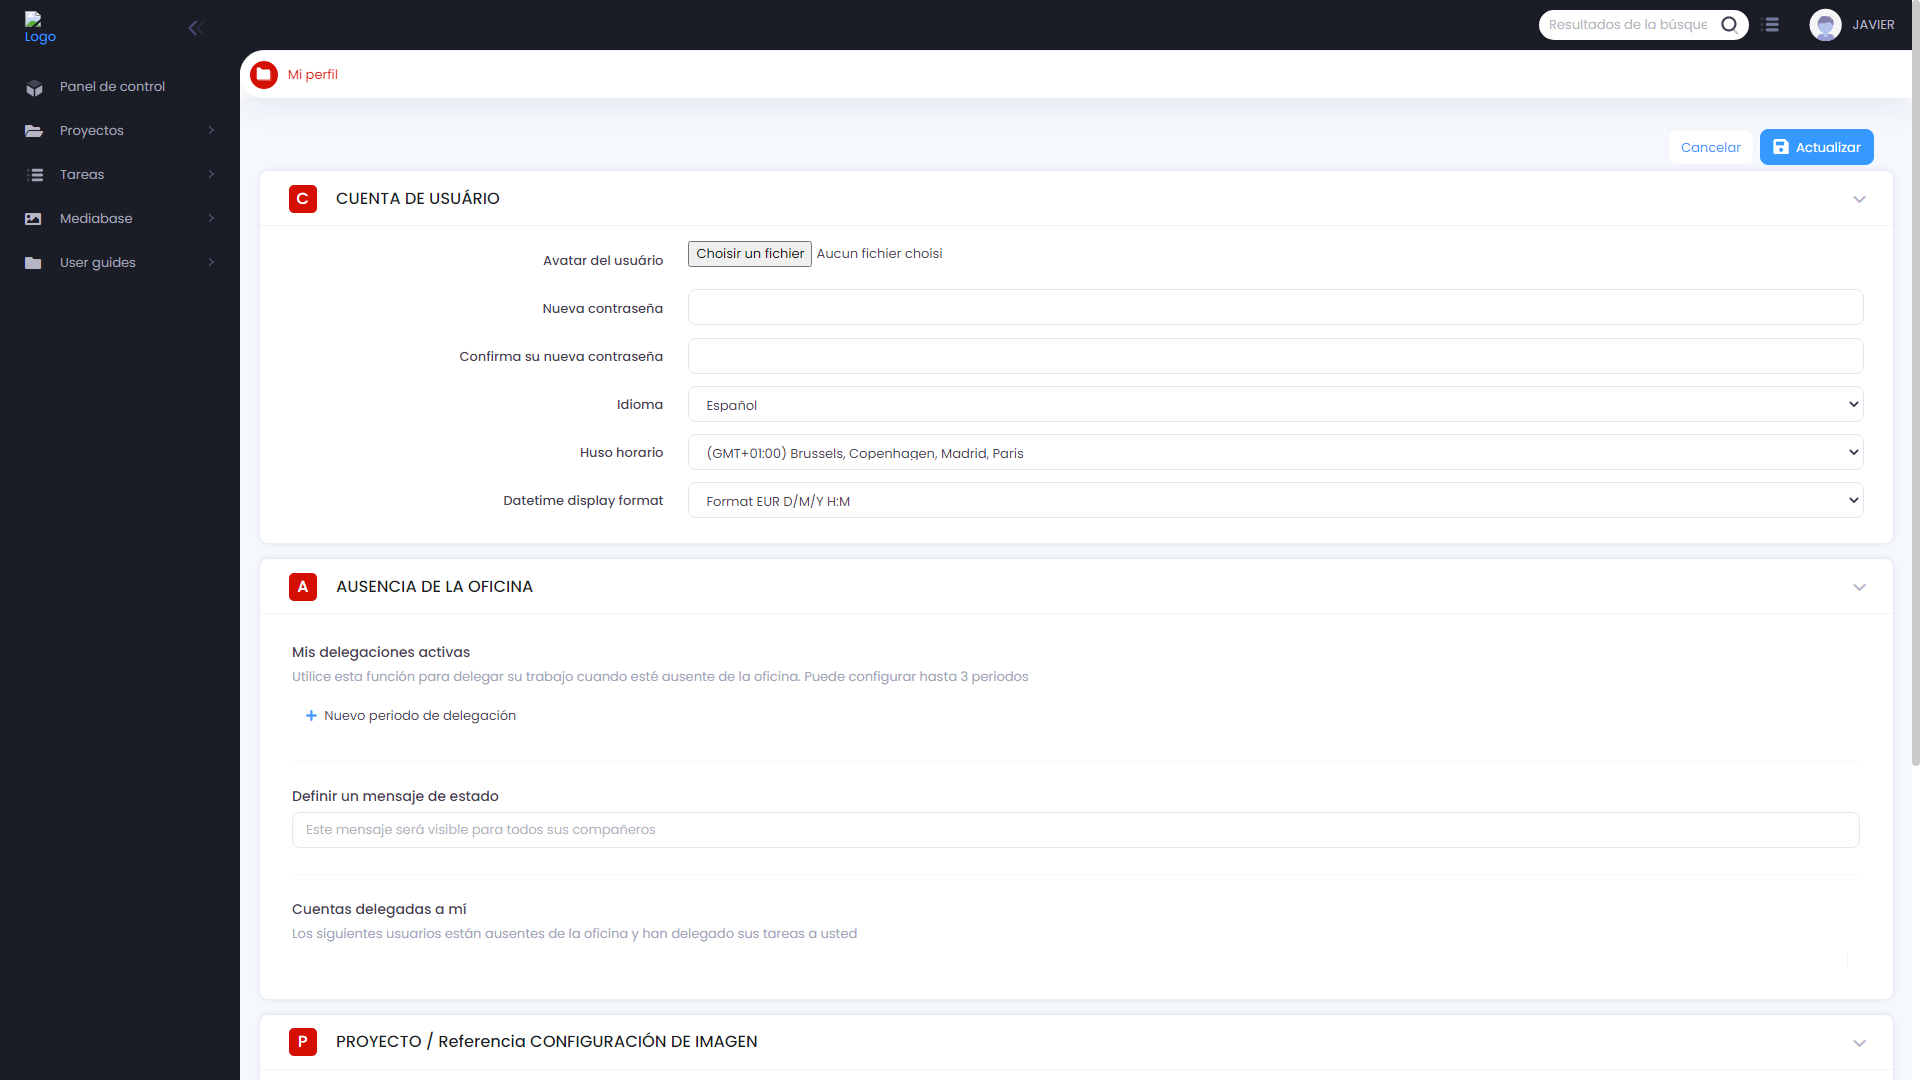 Logo
Resultados de la búsque
JAVIER
Panel de control
Proyectos
Tareas
Mediabase
User guides
Mi perfil
Cancelar
Actualizar
C
CUENTA DE USUÁRIO
Avatar del usuário
Choisir un fichier
Aucun fichier choisi
Nueva contraseña
Confirma su nueva contraseña
Idioma
Español
Huso horario
(GMT+01:00) Brussels, Copenhagen, Madrid, Paris
Datetime display format
Format EUR D/M/Y H:M
A
AUSENCIA DE LA OFICINA
Mis delegaciones activas
Utilice esta función para delegar su trabajo cuando esté ausente de la oficina. Puede configurar hasta 3 periodos
Nuevo periodo de delegación
Definir un mensaje de estado
Este mensaje será visible para todos sus compañeros
Cuentas delegadas a mí
Los siguientes usuarios están ausentes de la oficina y han delegado sus tareas a usted
P
PROYECTO / Referencia CONFIGURACIÓN DE IMAGEN